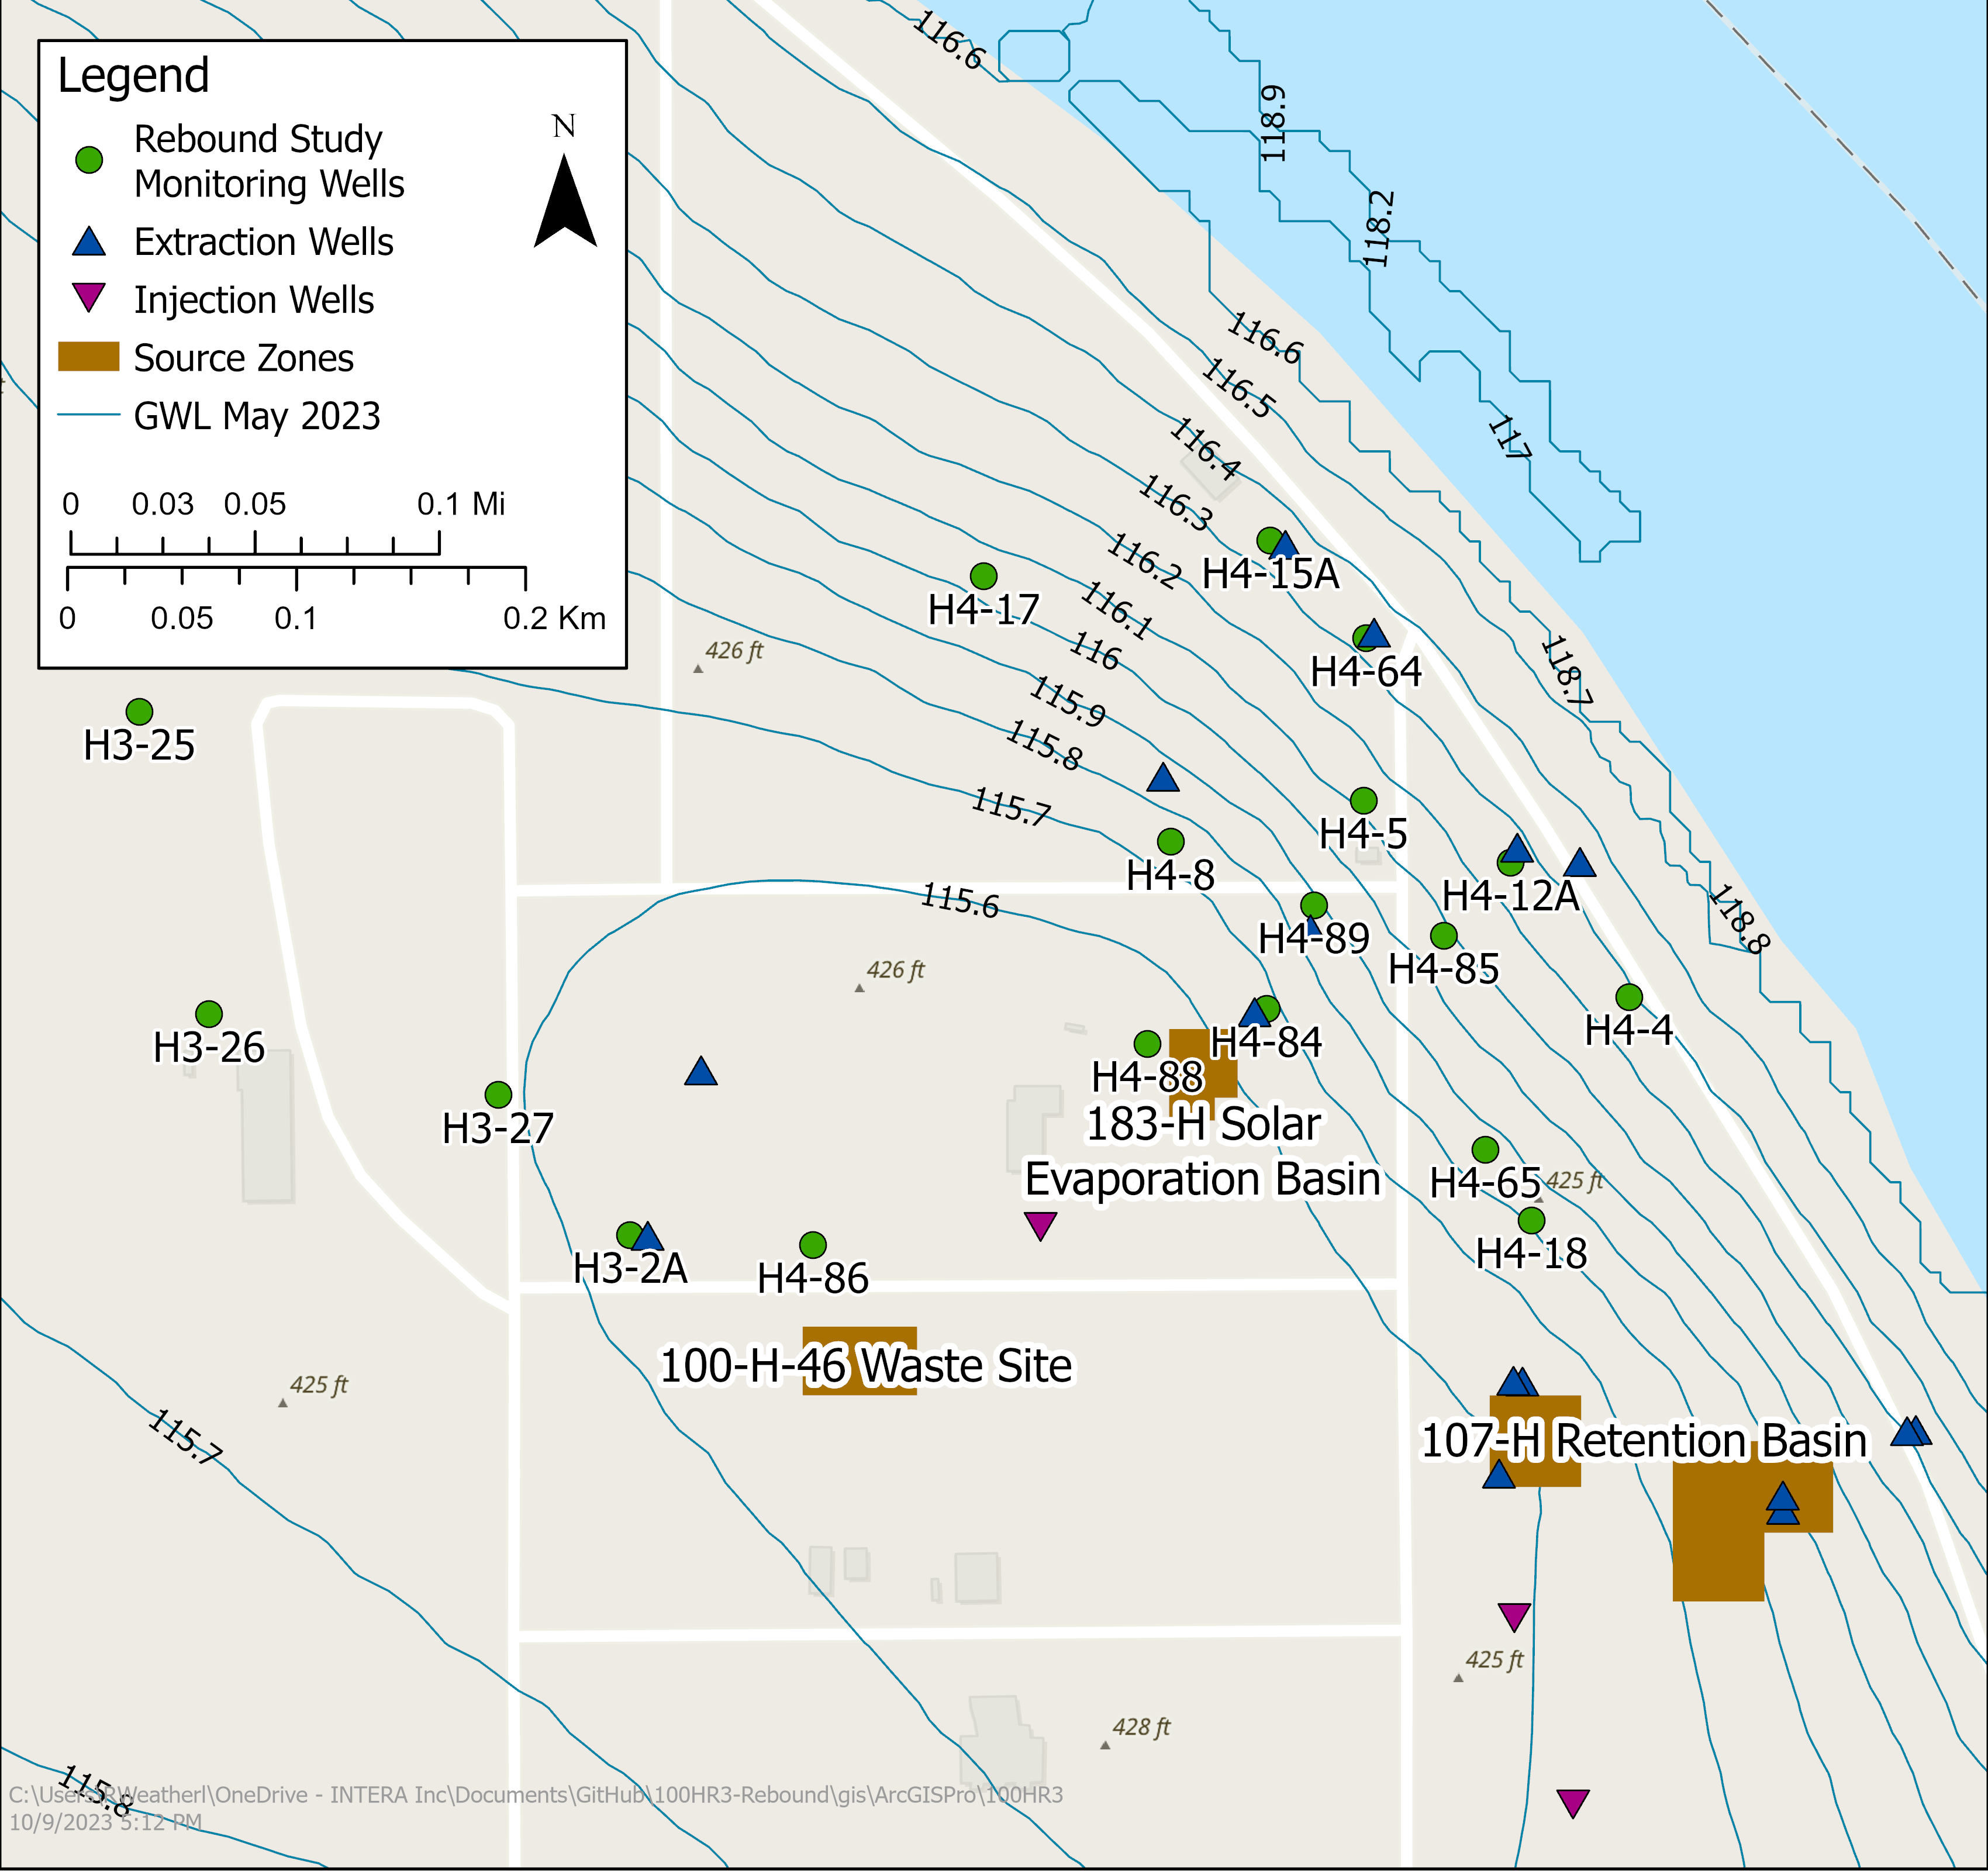 Legend
N
Rebound Study
Monitoring Wells
Extraction Wells
Injection Wells
Source Zones
GWL May 2023
0 0.03 0.05 0.1 Mi
0 0.05 0.1 0.2 Km
116.6
118.9
118.2
116.6
116.5
116.4
117
116.3
116.2
116.1
116
115.9
115.8
115.7
115.6
118.7
118.8
H4-15A
H4-17
H4-64
426 ft
H3-25
H4-5
H4-8
H4-12A
H4-89
H4-85
426 ft
H4-4
H3-26
H4-84
H4-88
H3-27
183-H Solar
Evaporation Basin
H4-65
425 ft
H4-18
H3-2A
H4-86
100-H-46 Waste Site
425 ft
115.7
107-H Retention Basin
425 ft
428 ft
115.8
C:\Users\RWeatherl\OneDrive - INTERA Inc\Documents\GitHub\100HR3-Rebound\gis\ArcGISPro\100HR3
10/9/2023 5:12 PM